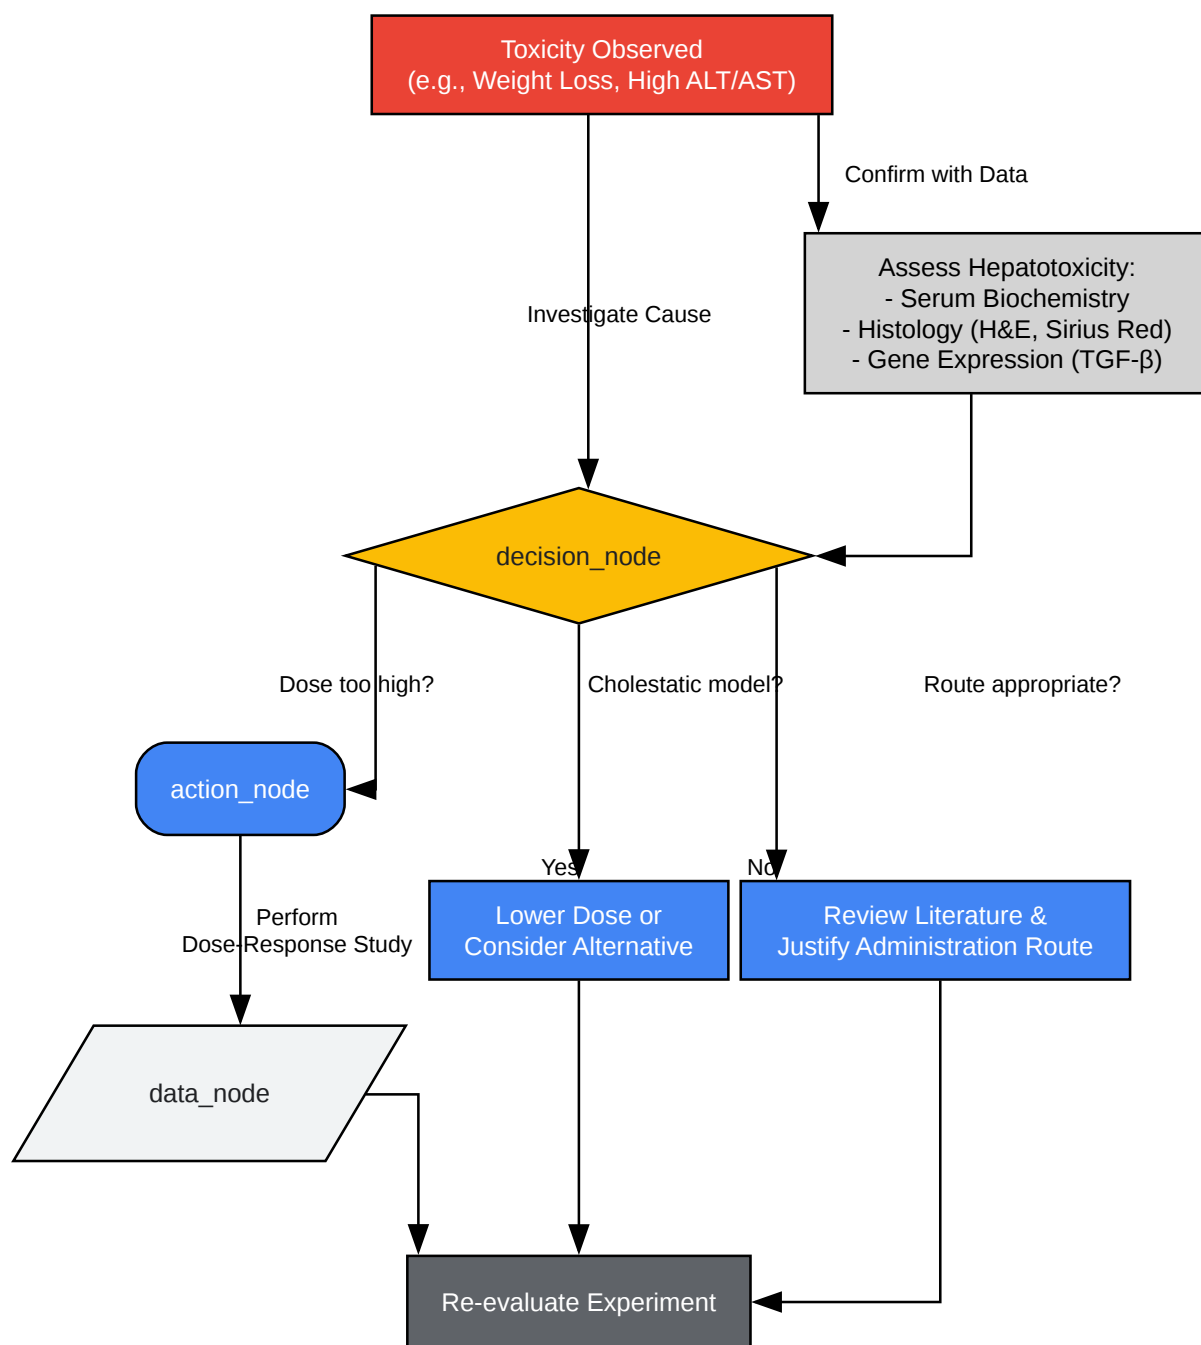 Toxicity Observed
(e.g., Weight Loss, High ALT/AST)
Confirm with Data
Assess Hepatotoxicity:
- Serum Biochemistry
- Histology (H&E, Sirius Red)
- Gene Expression (TGF-β)
Investigate Cause
decision_node
Dose too high?
Cholestatic model?
Route appropriate?
action_node
Yes
No
Perform
Dose-Response Study
Lower Dose or
Consider Alternative
Review Literature &
Justify Administration Route
data_node
Re-evaluate Experiment